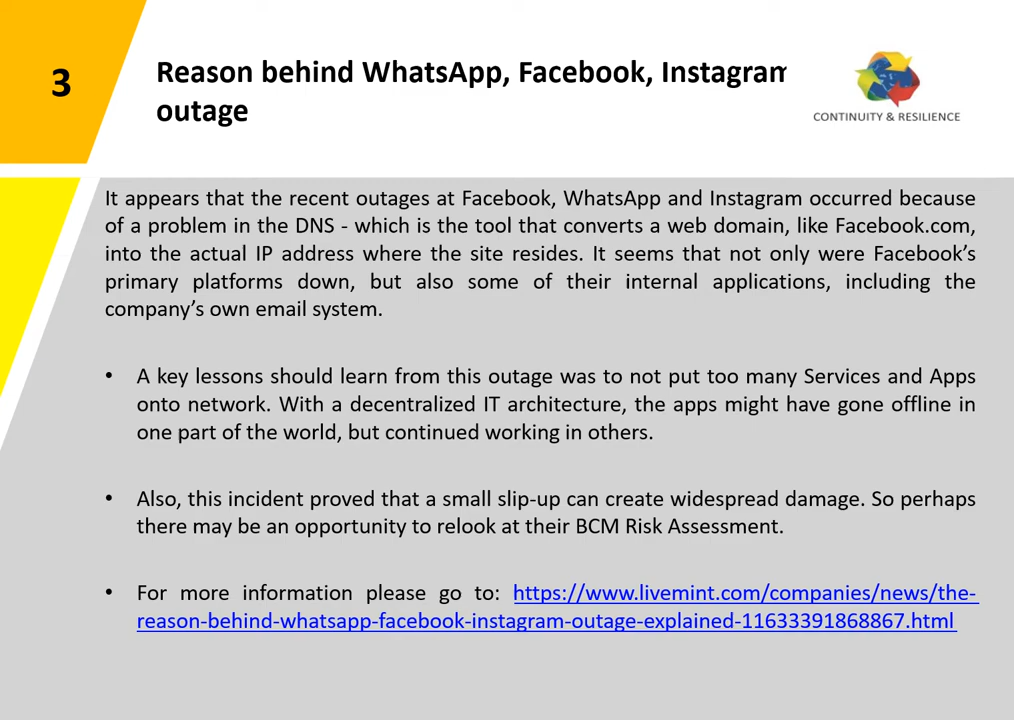 3
Reason behind WhatsApp, Facebook, Instagram
outage
CONTINUITY & RESILIENCE
It appears that the recent outages at Facebook, WhatsApp and Instagram occurred because
of a problem in the DNS - which is the tool that converts a web domain, like Facebook.com,
into the actual IP address where the site resides. It seems that not only were Facebook’s
primary platforms down, but also some of their internal applications, including the
company’s own email system.
• A key lessons should learn from this outage was to not put too many Services and Apps
onto network. With a decentralized IT architecture, the apps might have gone offline in
one part of the world, but continued working in others.
• Also, this incident proved that a small slip-up can create widespread damage. So perhaps
there may be an opportunity to relook at their BCM Risk Assessment.
• For more information please go to: https://www.livemint.com/companies/news/the-
reason-behind-whatsapp-facebook-instagram-outage-explained-11633391868867.html